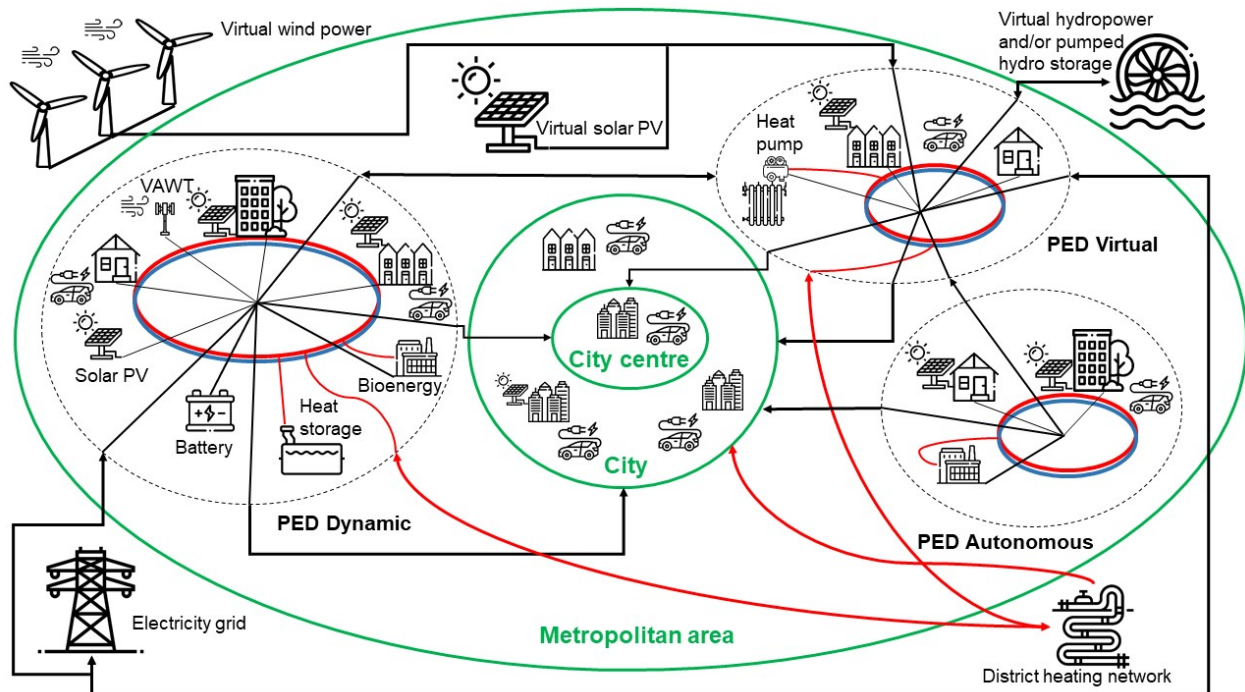 Virtual wind power
Virtual hydropower
and/or pumped
hydro storage
Virtual solar PV
Heat
pump
VAWT
PED Virtual
Solar PV
Bioenergy
Battery
Heat
storage
City centre
City
PED Dynamic
PED Autonomous
Electricity grid
Metropolitan area
District heating network